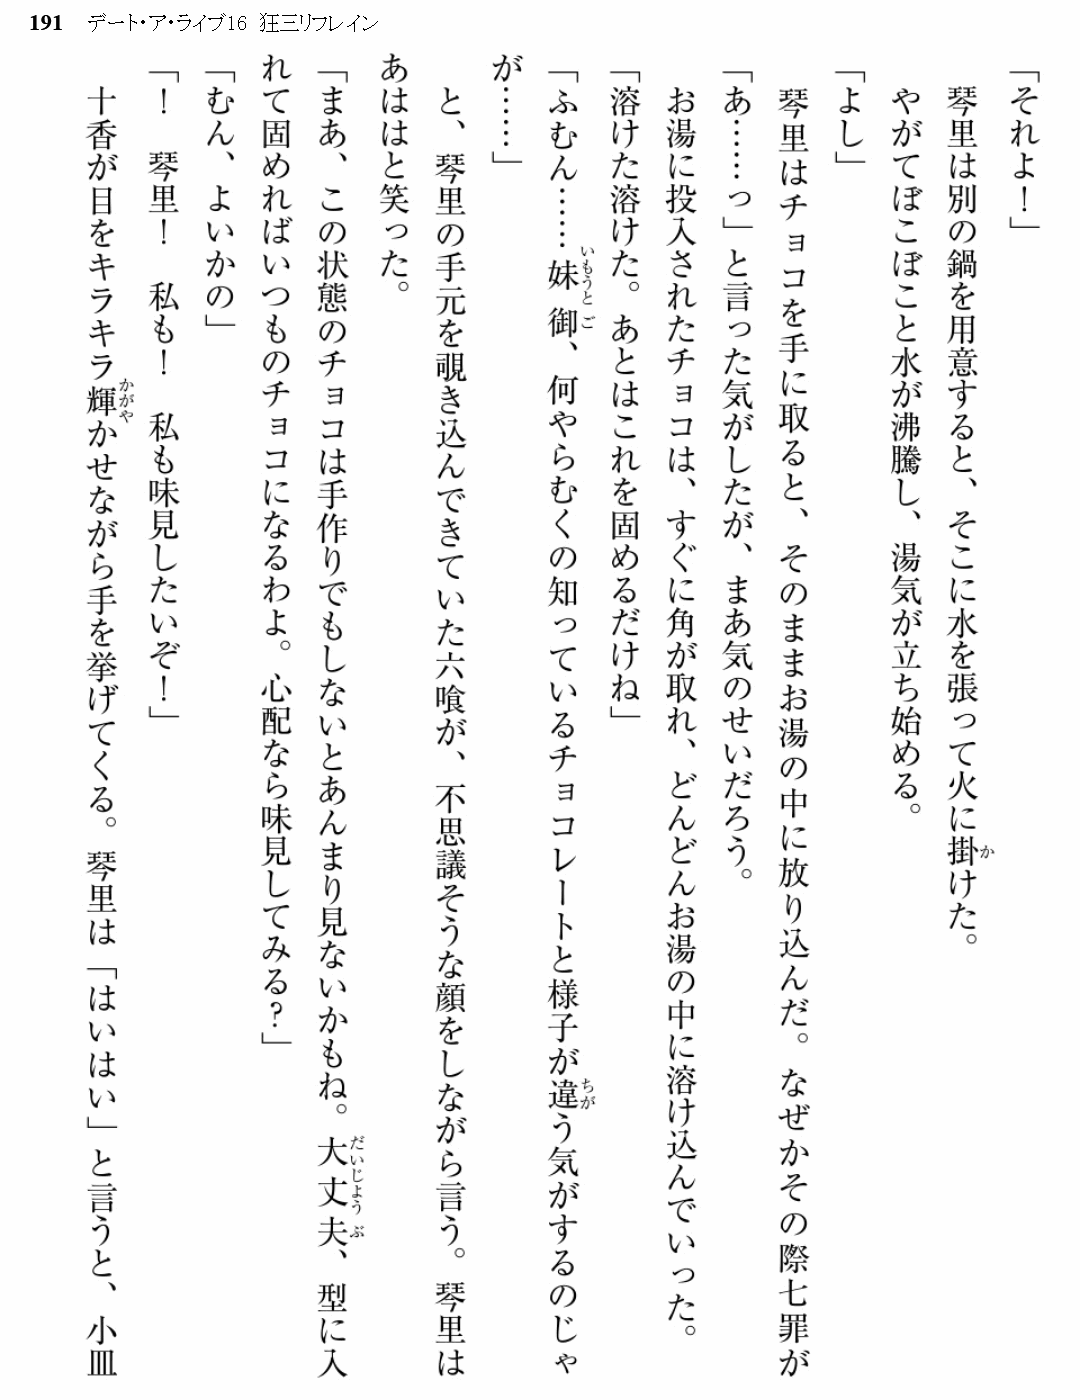 191 デート・ア・ライブ16 狂三リフレイン
「それよ！」
琴里は別の鍋を用意すると、そこに水を張って火に掛けた。
やがてぼこぼこと水が沸騰し、湯気が立ち始める。
「よし」
琴里はチョコを手に取ると、そのままお湯の中に放り込んだ。なぜかその際七罪が
「あ……っ」と言った気がしたが、まあ気のせいだろう。
お湯に投入されたチョコは、すぐに角が取れ、どんどんお湯の中に溶け込んでいった。
「溶けた溶けた。あとはこれを固めるだけね」
「ふむん……妹御、何やらむくの知っているチョコレートと様子が違う気がするのじゃ
が……」
と、琴里の手元を覗き込んできていた六喰が、不思議そうな顔をしながら言う。琴里は
あははと笑った。
「まあ、この状態のチョコは手作りでもしないとあんまり見ないかもね。大丈夫、型に入
れて固めればいつものチョコになるわよ。心配なら味見してみる？」
「むん、よいかの」
「！　琴里！　私も！　私も味見したいぞ！」
十香が目をキラキラ輝かせながら手を挙げてくる。琴里は「はいはい」と言うと、小皿